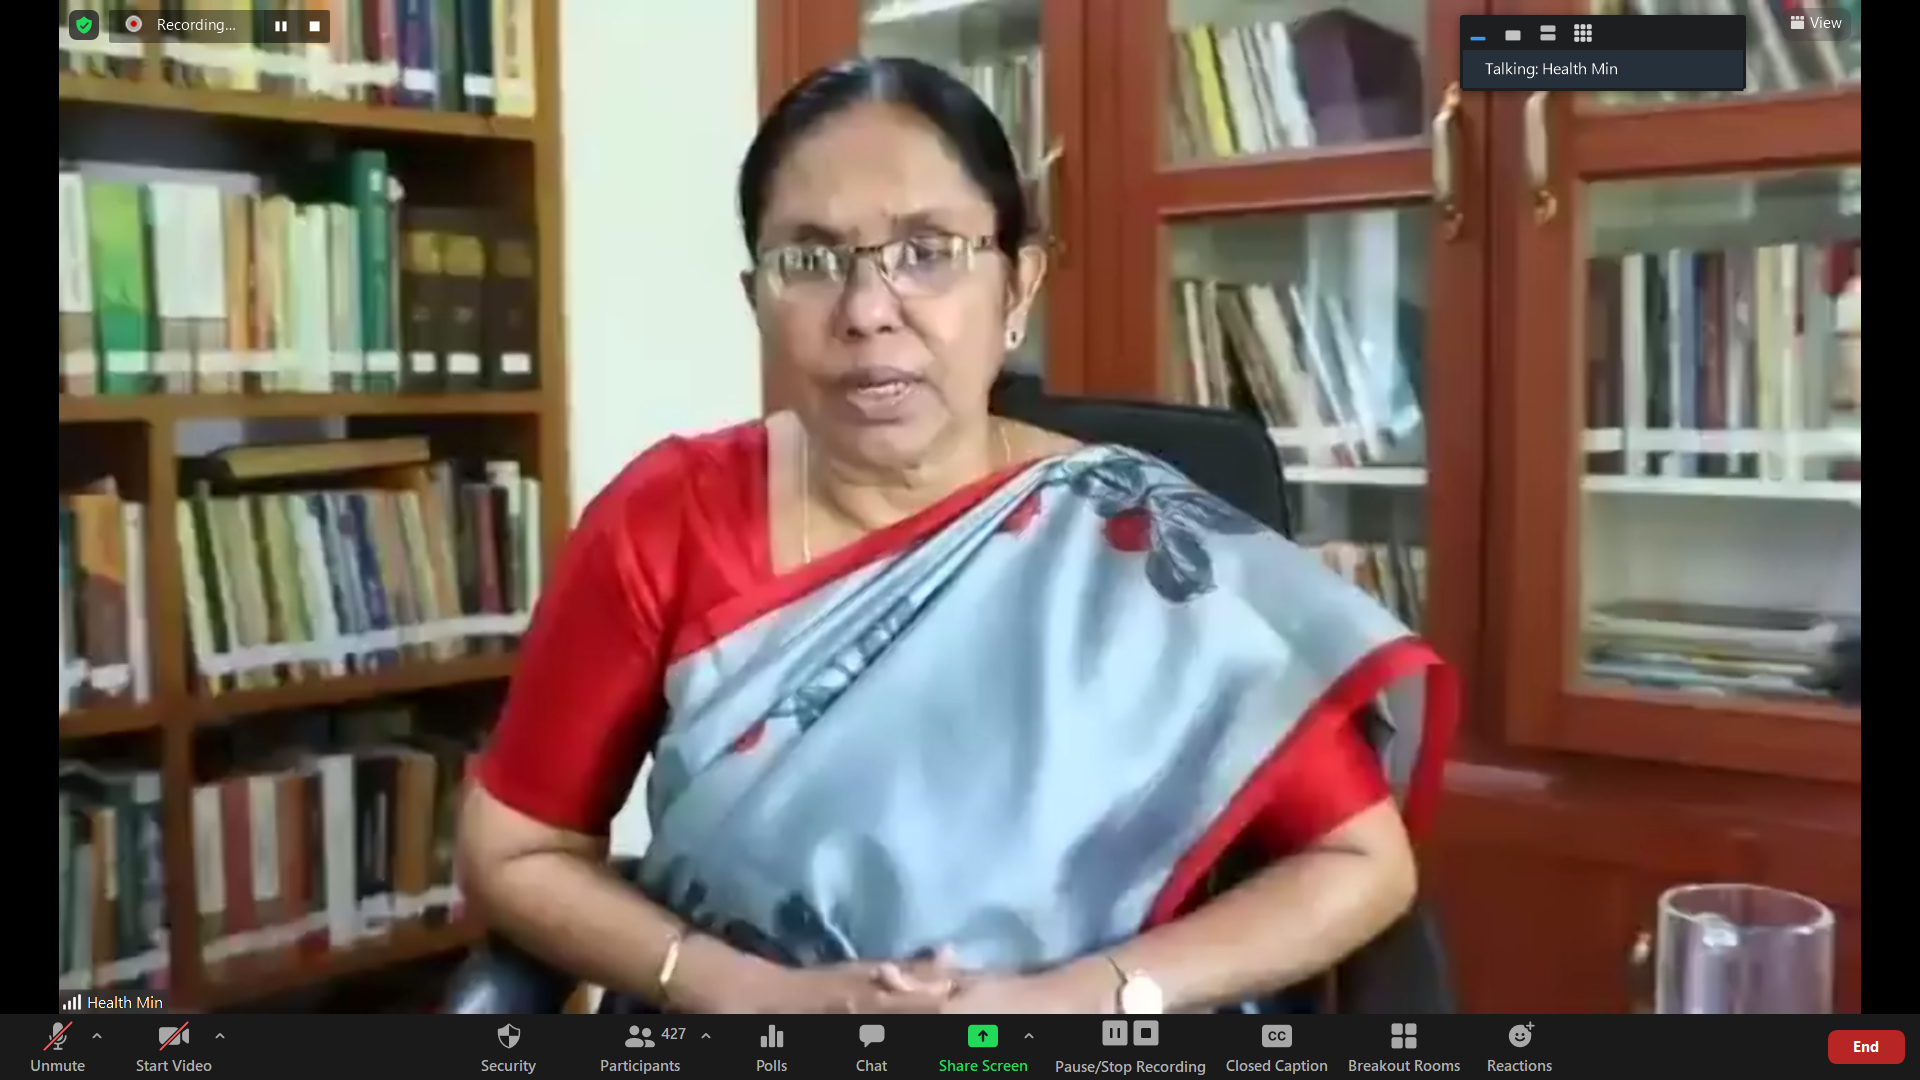 Recording...
View
Talking: Health Min
Health Min
427
CC
Unmute
Start Video
Security
Participants
Polls
Chat
Share Screen
Pause/Stop Recording
Closed Caption
Breakout Rooms
Reactions
End